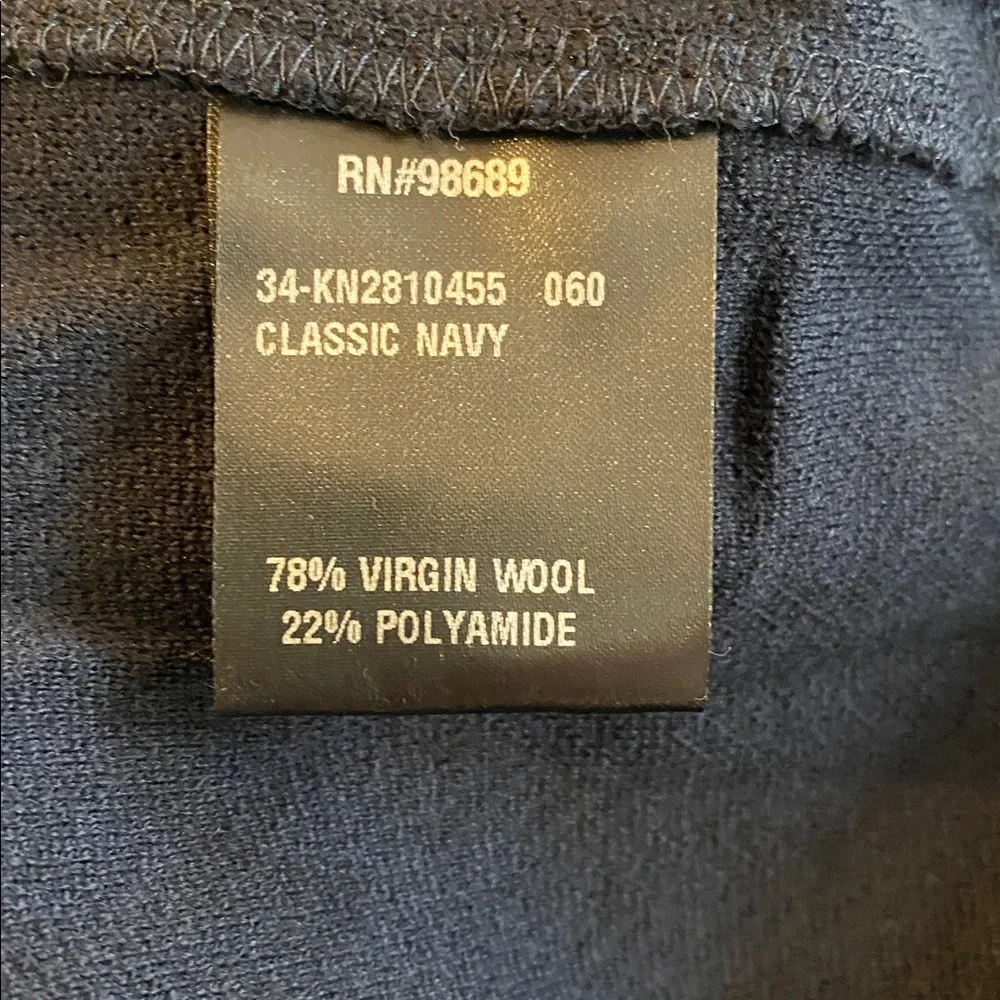 RN#98689
34-KN2810455 060
CLASSIC NAVY
78% VIRGIN WOOL
22% POLYAMIDE